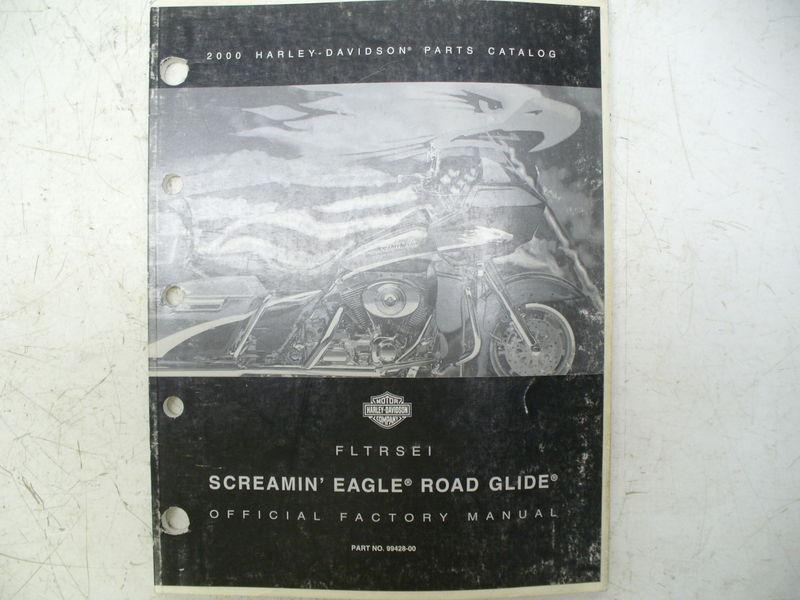 2000 HARLEY-DAVIDSON® PARTS CATALOG
MOTOR
HARLEY-DAVIDSON
COMPANY
FLTRSEI
SCREAMIN' EAGLE® ROAD GLIDE®
OFFICIAL FACTORY MANUAL
PART NO. 99428-00